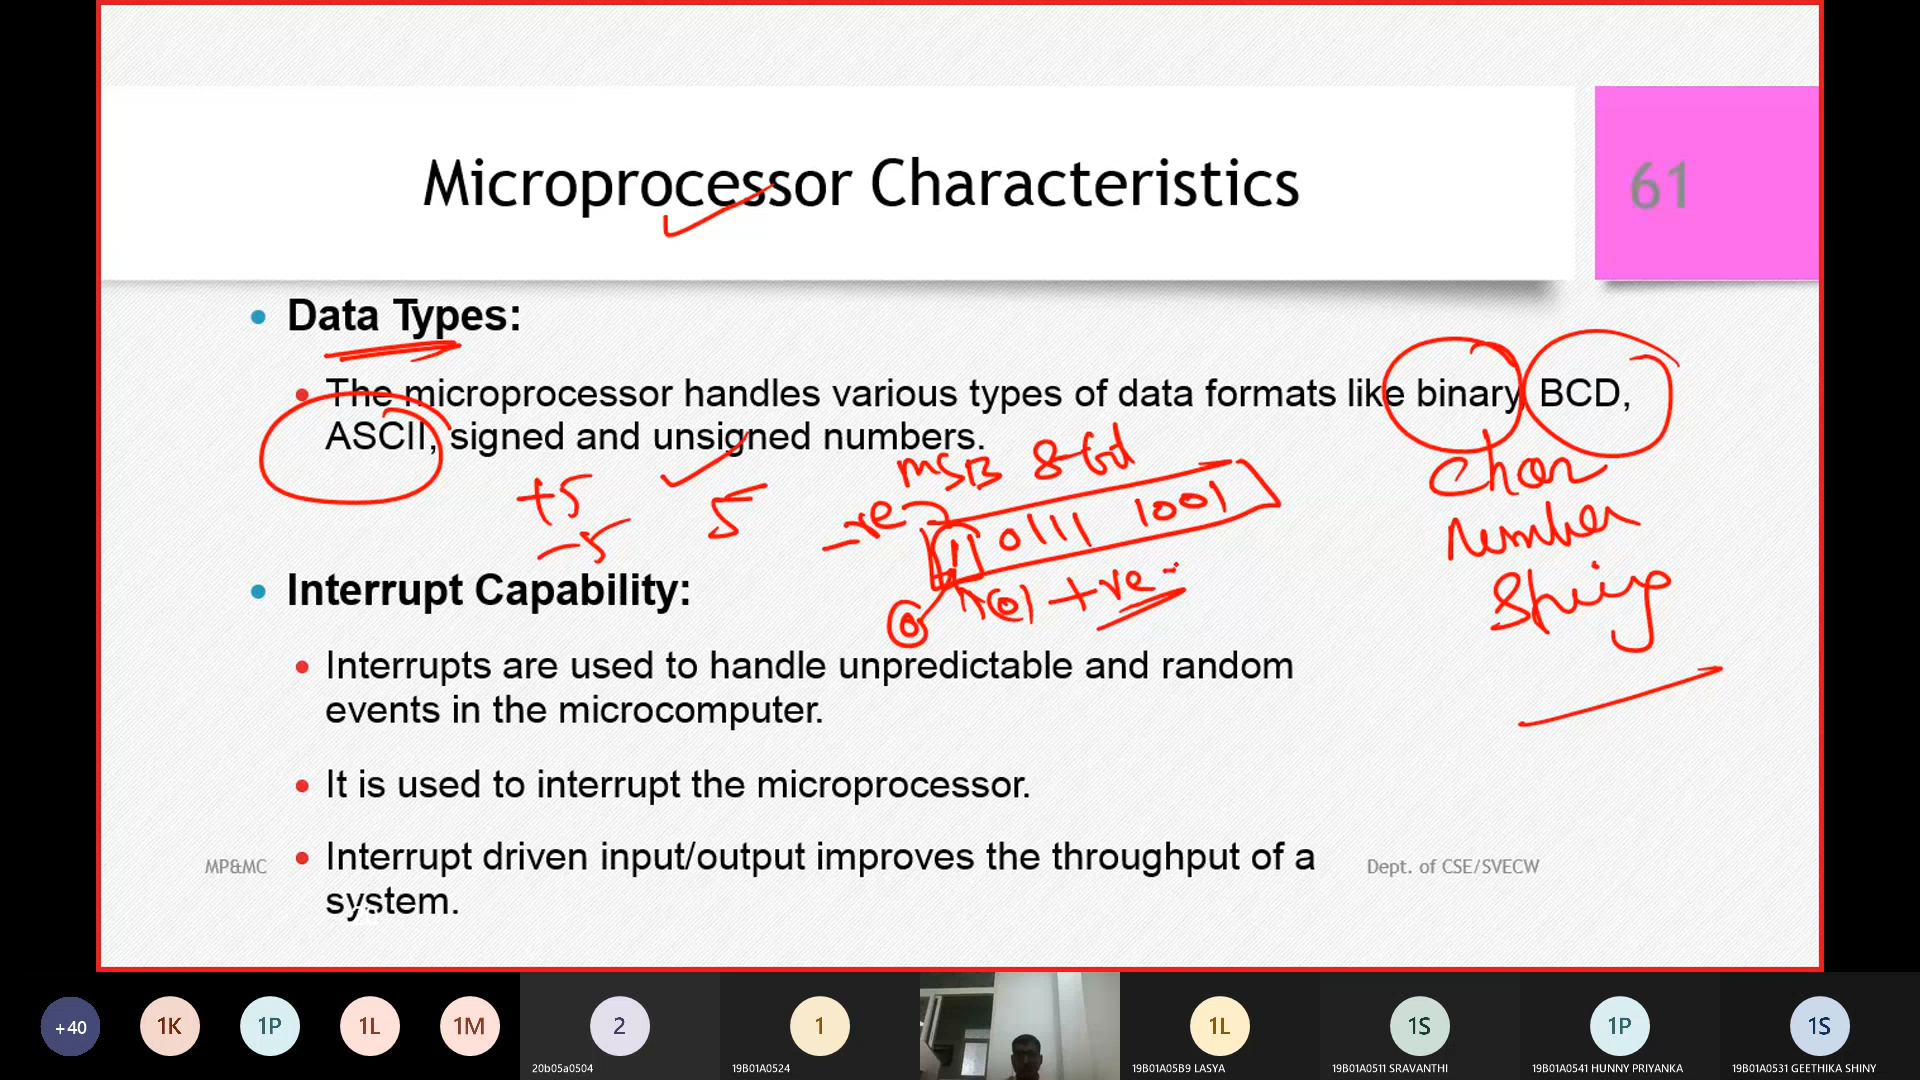 Microprocessor Characteristics
61
Data Types:
The microprocessor handles various types of data formats like binary, BCD,
ASCII, signed and unsigned numbers.
MSB 8-bit
+5
-5
5
-ve
1 0111 1001
0
(0) +ve
Char
Number
String
Interrupt Capability:
Interrupts are used to handle unpredictable and random
events in the microcomputer.
It is used to interrupt the microprocessor.
Interrupt driven input/output improves the throughput of a
system.
MP&MC
Dept. of CSE/SVECW
+40
1K
1P
1L
1M
2
1
1L
1S
1P
1S
20b05a0504
19B01A0524
19B01A05B9 LASYA
19B01A0511 SRAVANTHI
19B01A0541 HUNNY PRIYANKA
19B01A0531 GEETHIKA SHINY